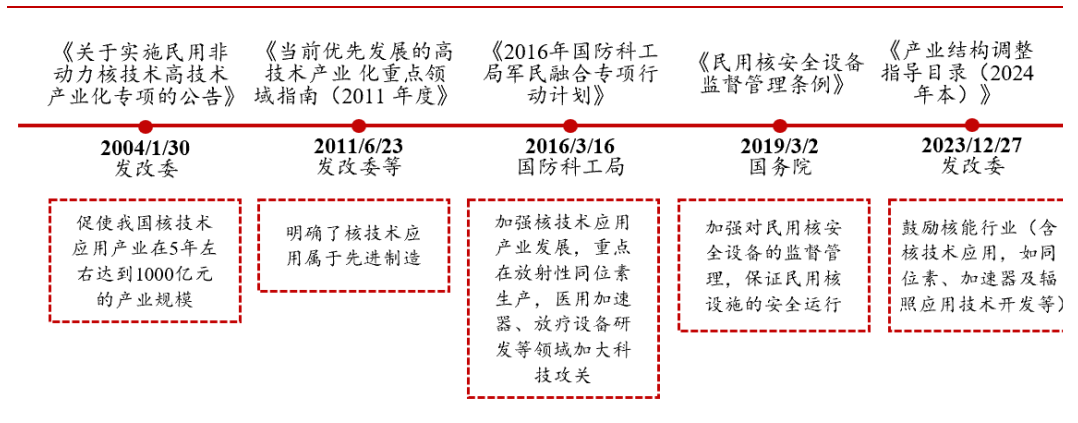 《关于实施民用非
动力核技术高技术
产业化专项的公告》
2004/1/30
发改委
促使我国核技术
应用产业在5年左
右达到1000亿元
的产业规模
《当前优先发展的高
技术产业 化重点领
域指南（2011 年度》
2011/6/23
发改委等
明确了核技术应
用属于先进制造
《2016年国防科工
局军民融合专项行
动计划》
2016/3/16
国防科工局
加强核技术应用
产业发展，重点
在放射性同位素
生产，医用加速
器、放疗设备研
发等领域加大科
技攻关
《民用核安全设备
监督管理条例》
2019/3/2
国务院
加强对民用核安
全设备的监督管
理，保证民用核
设施的安全运行
《产业结构调整
指导目录（2024
年本）》
2023/12/27
发改委
鼓励核能行业（含
核技术应用，如同
位素、加速器及辐
照应用技术开发等）